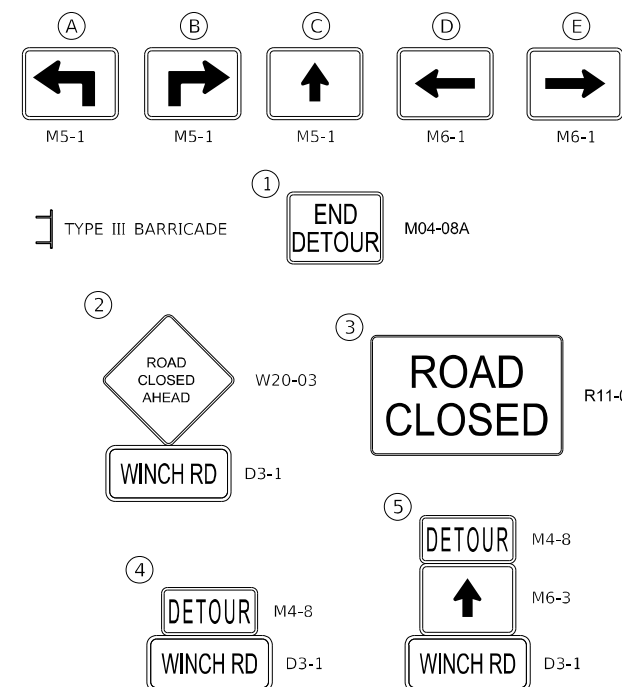 A B C D E
M5-1 M5-1 M5-1 M6-1 M6-1
1
END
DETOUR
M04-08A
TYPE III BARRICADE
2
ROAD
CLOSED
AHEAD
W20-03
WINCH RD
D3-1
3
ROAD
CLOSED
4
DETOUR
M4-8
WINCH RD
D3-1
5
DETOUR
M4-8
M6-3
WINCH RD
D3-1